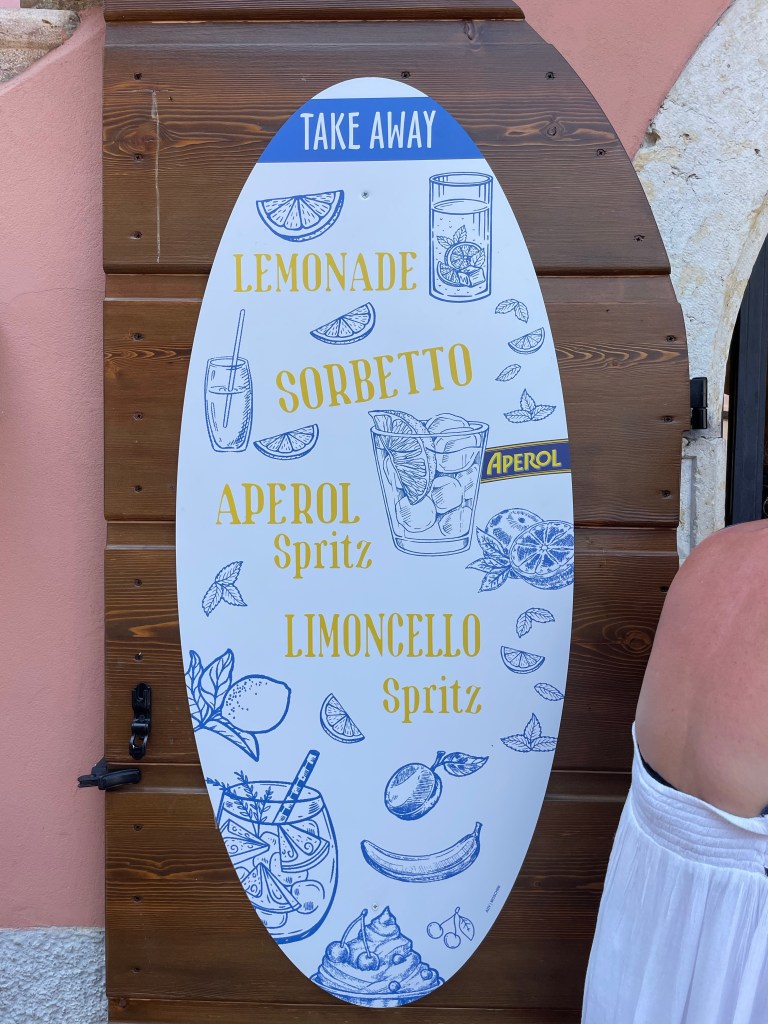 TAKE AWAY
LEMONADE
SORBETTO
APEROL
APEROL
Spritz
LIMONCELLO
Spritz